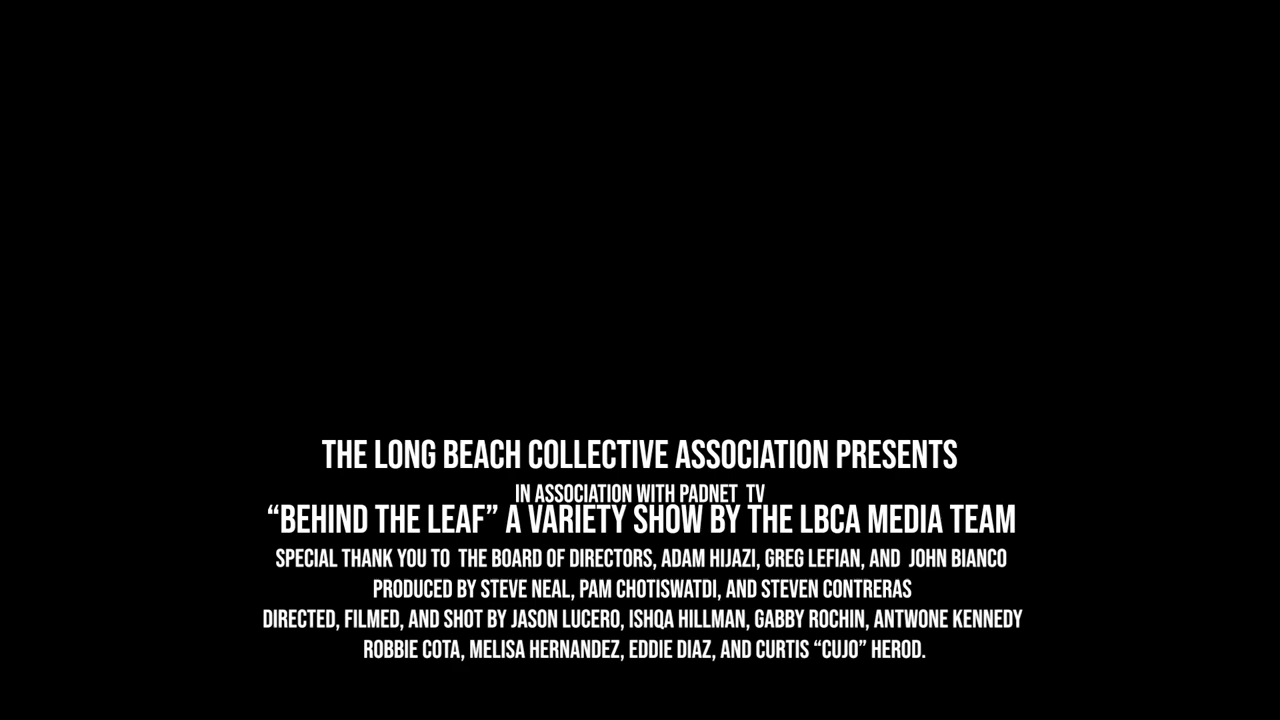 THE LONG BEACH COLLECTIVE ASSOCIATION PRESENTS
IN ASSOCIATION WITH PADNET TV
“BEHIND THE LEAF” A VARIETY SHOW BY THE LBCA MEDIA TEAM
SPECIAL THANK YOU TO THE BOARD OF DIRECTORS, ADAM HIJAZI, GREG LEFIAN, AND JOHN BIANCO
PRODUCED BY STEVE NEAL, PAM CHOTISWATDI, AND STEVEN CONTRERAS
DIRECTED, FILMED, AND SHOT BY JASON LUCERO, ISHQA HILLMAN, GABBY ROCHIN, ANTWONE KENNEDY
ROBBIE COTA, MELISA HERNANDEZ, EDDIE DIAZ, AND CURTIS “CUJO” HEROD.